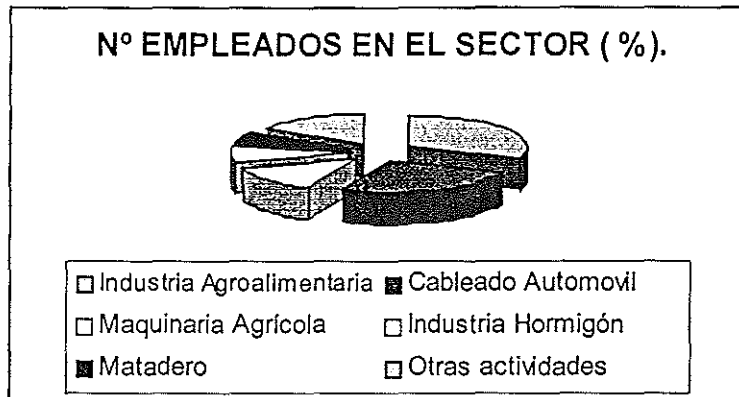 Nº EMPLEADOS EN EL SECTOR ( %).
Industria Agroalimentaria Cableado Automovil
Maquinaria Agrícola Industria Hormigón
Matadero Otras actividades